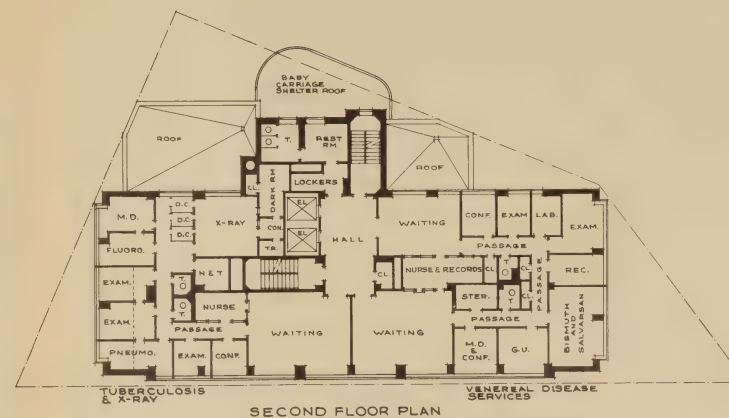 BABY
CARRIAGE
SHELTER ROOF
ROOF
T.
REST
RM.
ROOF
CL.
DARK RM
LOCKERS
M.D.
D.C.
D.C.
D.C.
X-RAY
EL.
EL.
CON.
TR.
HALL
WAITING
CONF.
EXAM
LAB.
EXAM.
FLUORO.
PASSAGE
EXAM.
T.
T.
H & T
CL.
NURSE & RECORDS
CL.
T
CL.
T
CL.
PASSAGE
REC.
EXAM.
NURSE
STER.
PASSAGE
PASSAGE
WAITING
WAITING
M.D.
&
CONF.
G.U.
BISMUTH
AND
SALVARSAN
PNEUMO.
EXAM.
CONF.
TUBERCULOSIS
& X-RAY
VENEREAL DISEASE
SERVICES
SECOND FLOOR PLAN